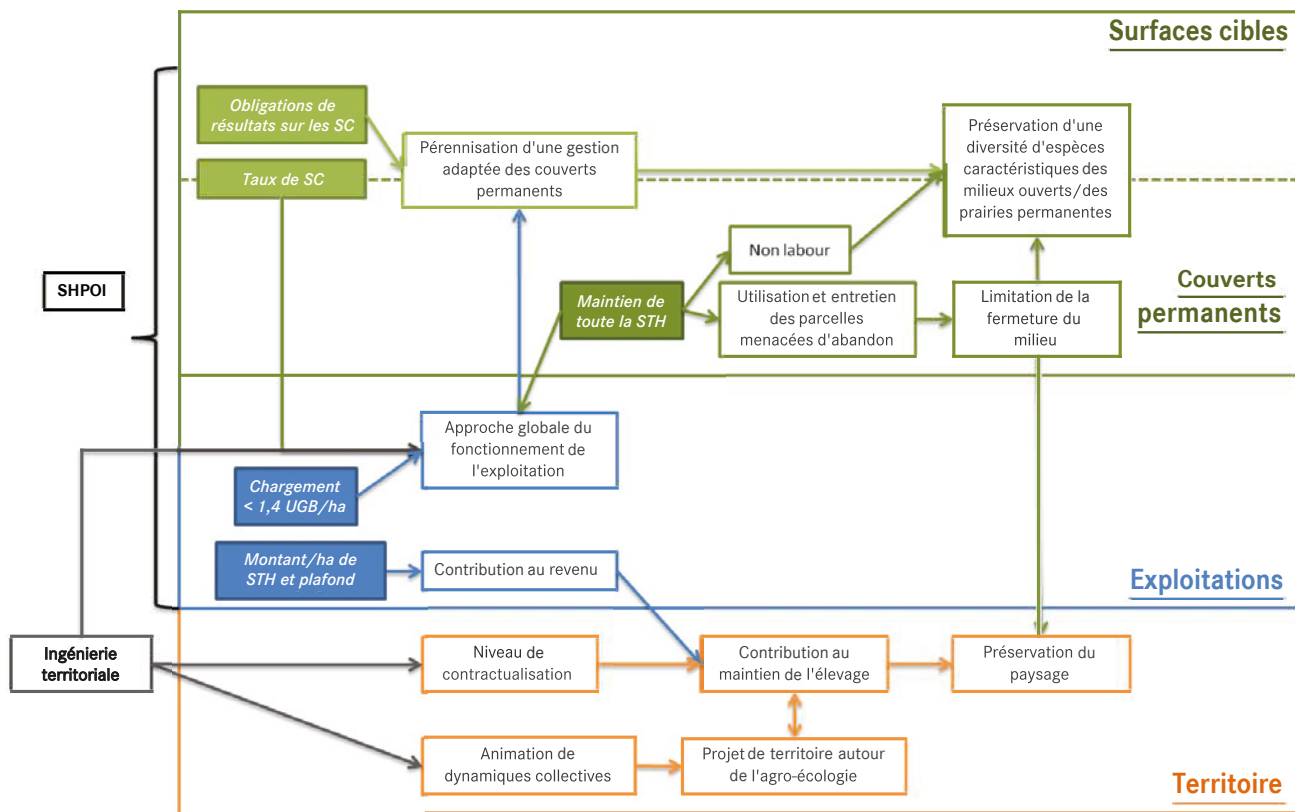 Surfaces cibles
Obligations de
résultats sur les SC
Taux de SC
Pérennisation d'une gestion
adaptée des couverts
permanents
Préservation d'une
diversité d'espèces
caractéristiques des
milieux ouverts/des
prairies permanentes
Non labour
SHPOI
Maintien de
toute la STH
Utilisation et entretien
des parcelles
menacées d'abandon
Limitation de la
fermeture du
milieu
Couverts
permanents
Approche globale du
fonctionnement de
l'exploitation
Chargement
< 1,4 UGB/ha
Montant/ha de
STH et plafond
Contribution au revenu
Exploitations
Ingénierie
territoriale
Niveau de
contractualisation
Contribution au
maintien de l'élevage
Préservation du
paysage
Animation de
dynamiques collectives
Projet de territoire autour
de l'agro-écologie
Territoire